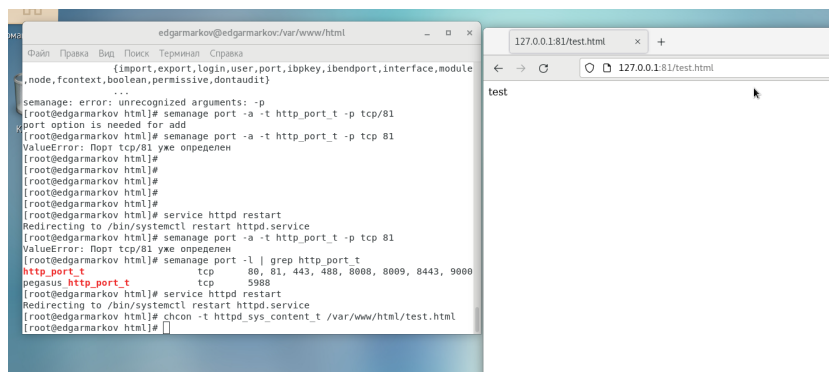 edgarmarkov@edgarmarkov:/var/www/html
Файл Правка Вид Поиск Терминал Справка
{import,export,login,user,port,ibpkey,ibendport,interface,module
,node,fcontext,boolean,permissive,dontaudit}
...
semanage: error: unrecognized arguments: -p
[root@edgarmarkov html]# semanage port -a -t http_port_t -p tcp/81
port option is needed for add
[root@edgarmarkov html]# semanage port -a -t http_port_t -p tcp 81
ValueError: Порт tcp/81 уже определен
[root@edgarmarkov html]#
[root@edgarmarkov html]#
[root@edgarmarkov html]#
[root@edgarmarkov html]#
[root@edgarmarkov html]#
[root@edgarmarkov html]# service httpd restart
Redirecting to /bin/systemctl restart httpd.service
[root@edgarmarkov html]# semanage port -a -t http_port_t -p tcp 81
ValueError: Порт tcp/81 уже определен
[root@edgarmarkov html]# semanage port -l | grep http_port_t
http_port_t tcp 80, 81, 443, 488, 8008, 8009, 8443, 9000
pegasus_http_port_t tcp 5988
[root@edgarmarkov html]# service httpd restart
Redirecting to /bin/systemctl restart httpd.service
[root@edgarmarkov html]# chcon -t httpd_sys_content_t /var/www/html/test.html
[root@edgarmarkov html]#
127.0.0.1:81/test.html
127.0.0.1:81/test.html
test